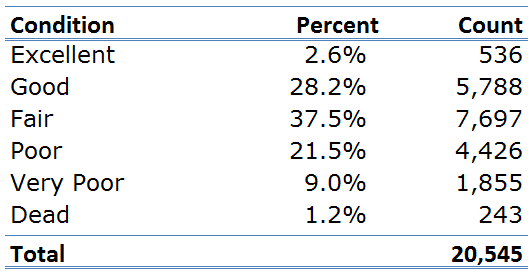 Condition Percent Count
Excellent 2.6% 536
Good 28.2% 5,788
Fair 37.5% 7,697
Poor 21.5% 4,426
Very Poor 9.0% 1,855
Dead 1.2% 243
Total 20,545